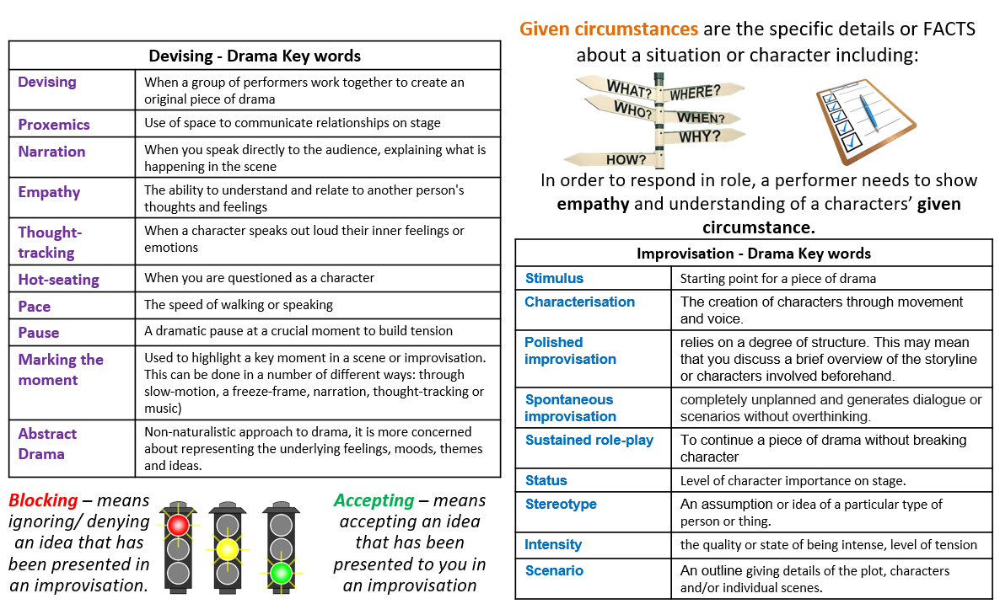 Devising - Drama Key words
Devising
When a group of performers work together to create an
original piece of drama
Proxemics
Use of space to communicate relationships on stage
Narration
When you speak directly to the audience, explaining what is
happening in the scene
Empathy
The ability to understand and relate to another person's
thoughts and feelings
Thought-
tracking
When a character speaks out loud their inner feelings or
emotions
Hot-seating
When you are questioned as a character
Pace
The speed of walking or speaking
Pause
A dramatic pause at a crucial moment to build tension
Marking the
moment
Used to highlight a key moment in a scene or improvisation.
This can be done in a number of different ways: through
slow-motion, a freeze-frame, narration, thought-tracking or
music)
Abstract
Drama
Non-naturalistic approach to drama, it is more concerned
about representing the underlying feelings, moods, themes
and ideas.
Blocking – means
ignoring/ denying
an idea that has
been presented in
an improvisation.
Accepting – means
accepting an idea
that has been
presented to you in
an improvisation
Given circumstances are the specific details or FACTS
about a situation or character including:
WHAT?
WHERE?
WHO?
WHEN?
WHY?
HOW?
In order to respond in role, a performer needs to show
empathy and understanding of a characters’ given
circumstance.
Improvisation - Drama Key words
Stimulus
Starting point for a piece of drama
Characterisation
The creation of characters through movement
and voice.
Polished
improvisation
relies on a degree of structure. This may mean
that you discuss a brief overview of the storyline
or characters involved beforehand.
Spontaneous
improvisation
completely unplanned and generates dialogue or
scenarios without overthinking.
Sustained role-play
To continue a piece of drama without breaking
character
Status
Level of character importance on stage.
Stereotype
An assumption or idea of a particular type of
person or thing.
Intensity
the quality or state of being intense, level of tension
Scenario
An outline giving details of the plot, characters
and/or individual scenes.